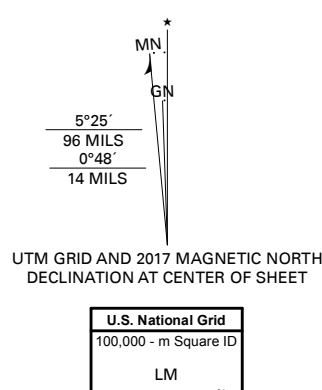 ★
MN
GN
5°25´
96 MILS
0°48´
14 MILS
UTM GRID AND 2017 MAGNETIC NORTH
DECLINATION AT CENTER OF SHEET
U.S. National Grid
100,000 - m Square ID
LM